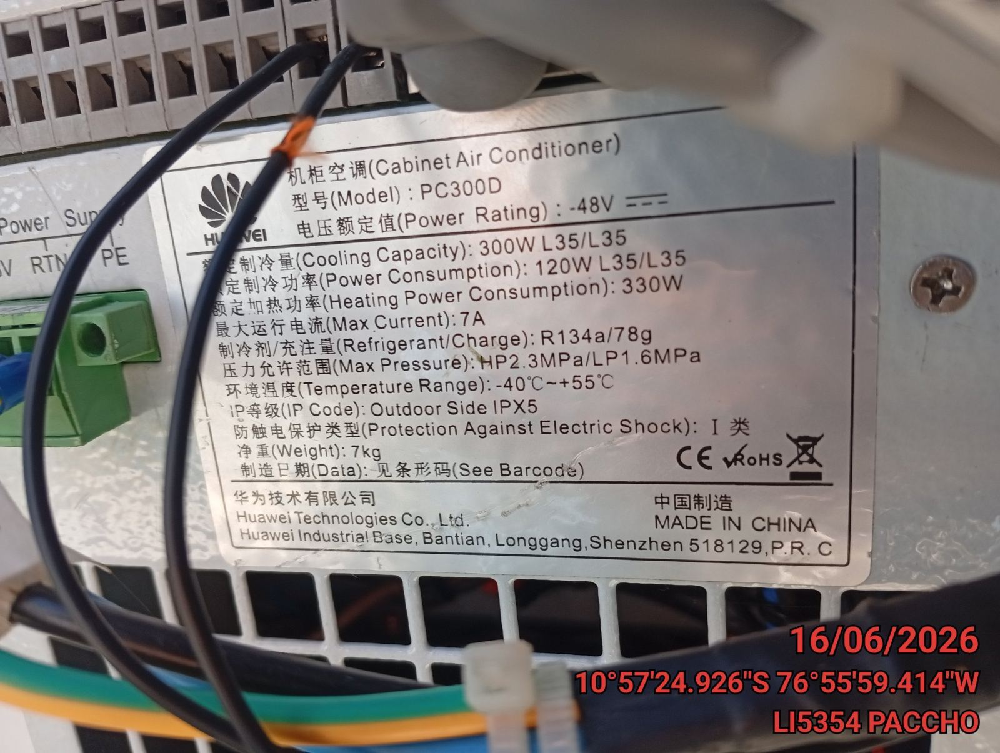 Power Supply
V RTN PE
HUAWEI
机柜空调(Cabinet Air Conditioner)
型号(Model) : PC300D
电压额定值(Power Rating) : -48V
额定制冷量(Cooling Capacity): 300W L35/L35
额定制冷功率(Power Consumption): 120W L35/L35
额定加热功率(Heating Power Consumption): 330W
最大运行电流(Max Current): 7A
制冷剂/充注量(Refrigerant/Charge): R134a/78g
压力允许范围(Max Pressure): HP2.3MPa/LP1.6MPa
环境温度(Temperature Range): -40℃~+55℃
IP等级(IP Code): Outdoor Side IPX5
防触电保护类型(Protection Against Electric Shock): I 类
净重(Weight): 7kg
制造日期(Data): 见条形码(See Barcode)
CE RoHS
华为技术有限公司
Huawei Technologies Co., Ltd.
Huawei Industrial Base, Bantian, Longgang,Shenzhen 518129,P.R. C
中国制造
MADE IN CHINA
16/06/2026
10°57'24.926"S 76°55'59.414"W
LI5354 PACCHO